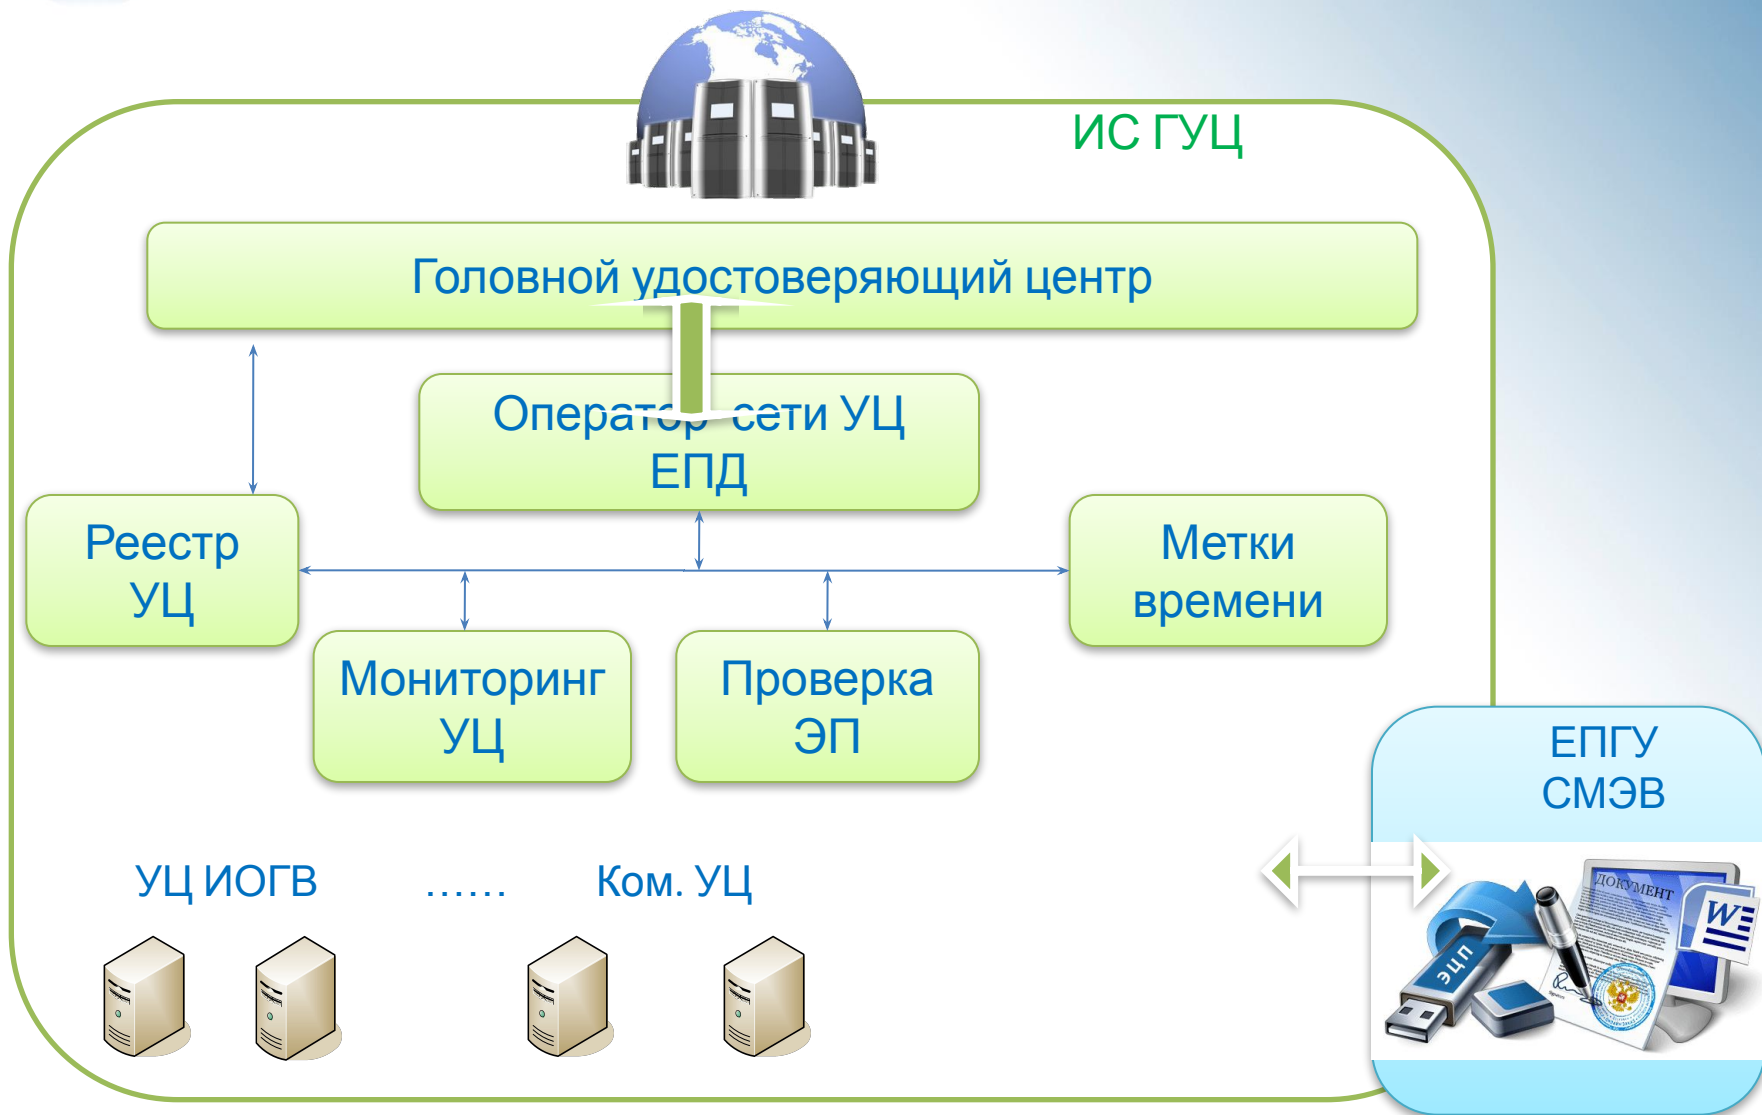 ИС ГУЦ
Головной удостоверяющий центр
Оператор сети УЦ
ЕПД
Реестр
УЦ
Метки
времени
Мониторинг
УЦ
Проверка
ЭП
ЕПГУ
СМЭВ
УЦ ИОГВ
......
Ком. УЦ
ДОКУМЕНТ
W
ЭЦП